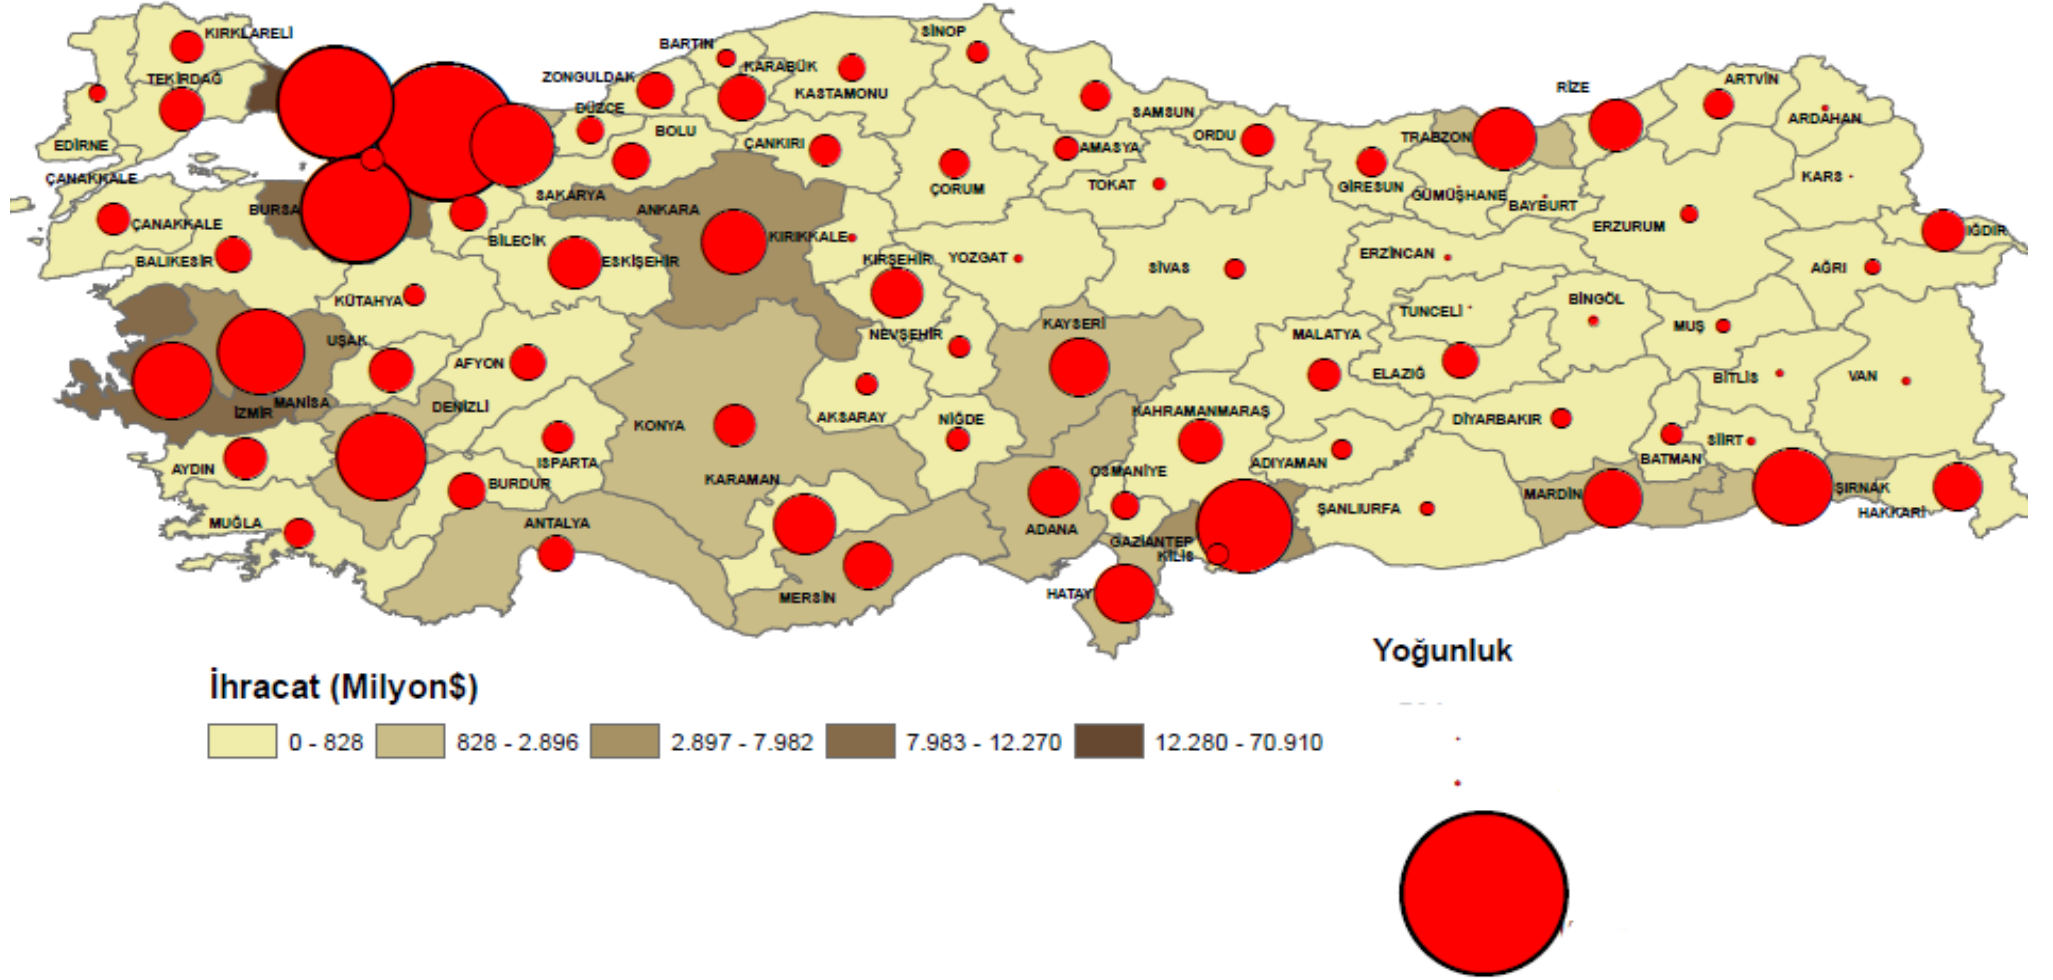 KIRKLARELİ
SİNOP
BARTIN
KARABÜK
ZONGULDAK
TEKİRDAĞ
KASTAMONU
ARTVİN
RİZE
DÜZCE
SAMSUN
ARDAHAN
EDİRNE
BOLU
ÇANKIRI
AMASYA
ORDU
TRABZON
ÇANAKKALE
ÇORUM
TOKAT
GİRESUN
GÜMÜŞHANE
KARS
SAKARYA
BURSA
ANKARA
BAYBURT
ÇANAKKALE
KIRIKKALE
ERZURUM
IĞDIR
BİLECİK
BALIKESİR
ESKİŞEHİR
KIRŞEHİR
YOZGAT
SİVAS
ERZİNCAN
AĞRI
KÜTAHYA
BİNGÖL
TUNCELİ
KAYSERİ
MUŞ
UŞAK
NEVŞEHİR
MALATYA
AFYON
ELAZIĞ
BİTLİS
VAN
İZMİR
MANİSA
DENİZLİ
AKSARAY
NİĞDE
KAHRAMANMARAŞ
DİYARBAKIR
KONYA
SİİRT
AYDIN
ISPARTA
ADIYAMAN
BATMAN
OSMANİYE
KARAMAN
BURDUR
MARDİN
ŞIRNAK
MUĞLA
ANTALYA
ADANA
ŞANLIURFA
HAKKARİ
GAZİANTEP
KİLİS
MERSİN
HATAY
Yoğunluk
İhracat (Milyon$)
0 - 828
828 - 2.896
2.897 - 7.982
7.983 - 12.270
12.280 - 70.910